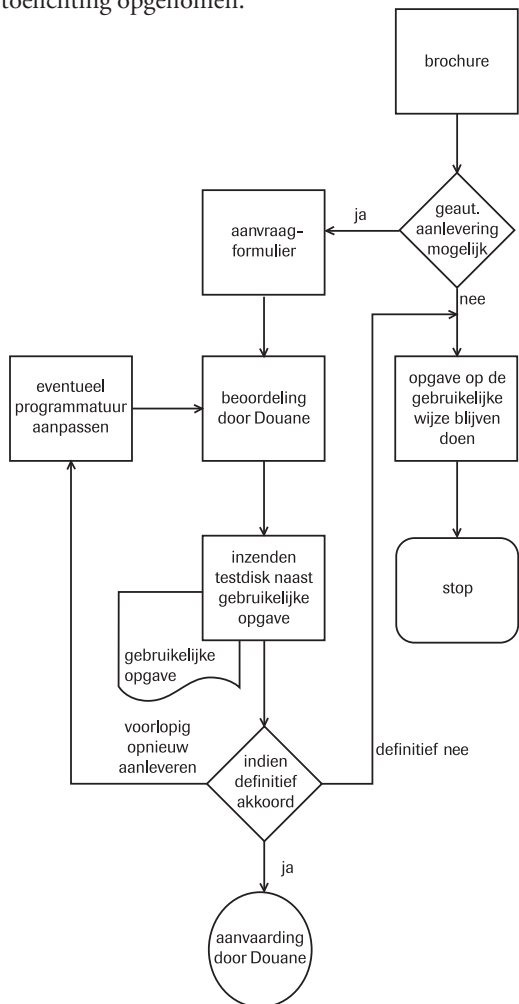 toelichting opgenomen.
brochure
geaut.
aanlevering
mogelijk
ja
nee
aanvraag-
formulier
eventueel
programmatuur
aanpassen
beoordeling
door Douane
opgave op de
gebruikelijke
wijze blijven
doen
inzenden
testdisk naast
gebruikelijke
opgave
stop
gebruikelijke
opgave
voorlopig
opnieuw
aanleveren
indien
definitief
akkoord
definitief nee
ja
aanvaarding
door Douane